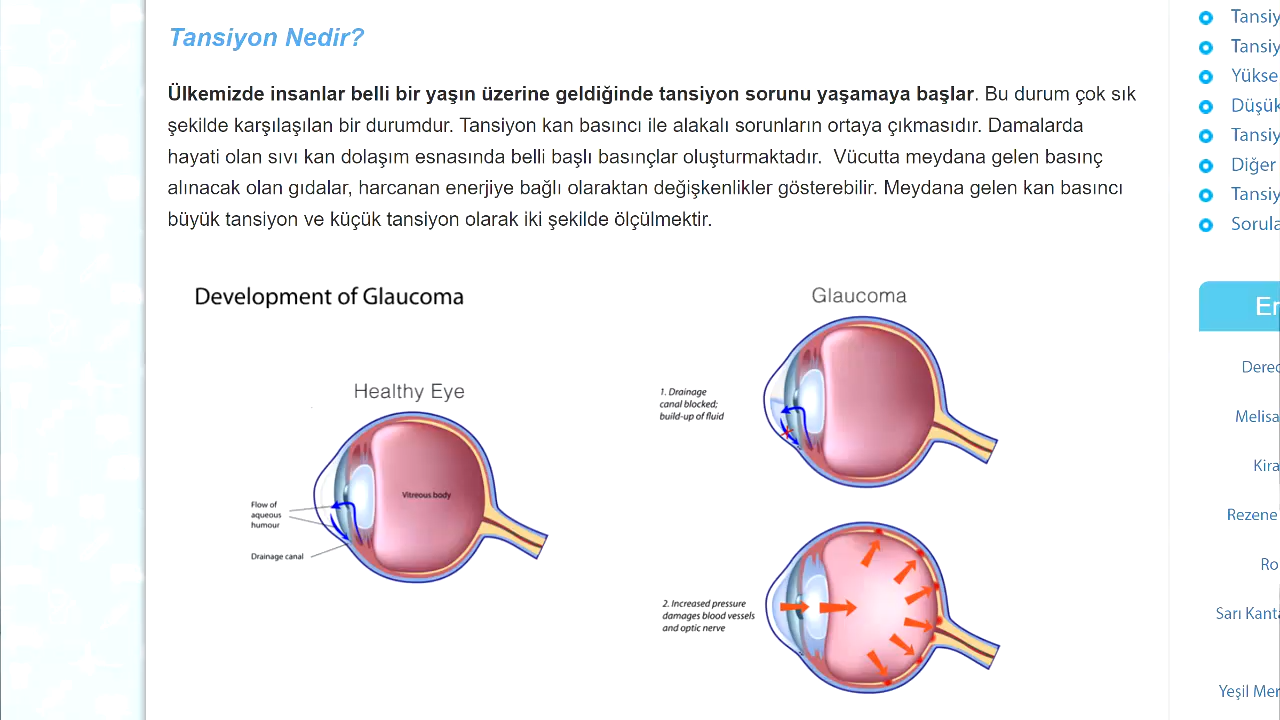 Tansiyon Nedir?
Ülkemizde insanlar belli bir yaşın üzerine geldiğinde tansiyon sorunu yaşamaya başlar. Bu durum çok sık
şekilde karşılaşılan bir durumdur. Tansiyon kan basıncı ile alakalı sorunların ortaya çıkmasıdır. Damalarda
hayati olan sıvı kan dolaşım esnasında belli başlı basınçlar oluşturmaktadır. Vücutta meydana gelen basınç
alınacak olan gıdalar, harcanan enerjiye bağlı olaraktan değişkenlikler gösterebilir. Meydana gelen kan basıncı
büyük tansiyon ve küçük tansiyon olarak iki şekilde ölçülmektir.
Development of Glaucoma
Healthy Eye
Vitreous body
Flow of
aqueous
humour
Drainage canal
Glaucoma
1. Drainage
canal blocked;
build-up of fluid
2. Increased pressure
damages blood vessels
and optic nerve
Tansiy
Tansiy
Yükse
Düşük
Tansiy
Diğer
Tansiy
Sorula
En
Dered
Melisa
Kira
Rezene
Ro
Sarı Kanta
Yeşil Mer